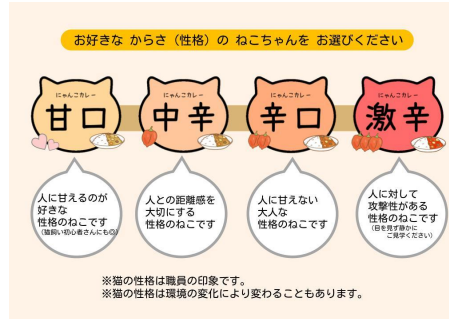 お好きな からさ（性格）の ねこちゃんを お選びください
にゃんこカレー
甘口
にゃんこカレー
中辛
にゃんこカレー
辛口
にゃんこカレー
激辛
人に甘えるのが
好きな
性格のねこです
（猫飼い初心者さんにも◎）
人との距離感を
大切にする
性格のねこです
人に甘えない
大人な
性格のねこです
人に対して
攻撃性がある
性格のねこです
（目を見ず静かに
ご見学ください）
※猫の性格は職員の印象です。
※猫の性格は環境の変化により変わることもあります。